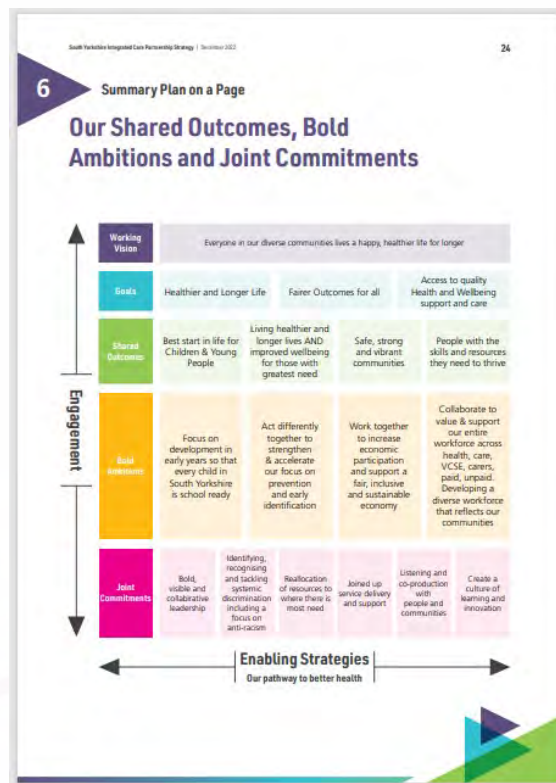 South Yorkshire Integrated Care Partnership Strategy | December 2022
24
6
Summary Plan on a Page
Our Shared Outcomes, Bold
Ambitions and Joint Commitments
Engagement
Working
Vision
Everyone in our diverse communities lives a happy, healthier life for longer
Goals
Healthier and Longer Life
Fairer Outcomes for all
Access to quality
Health and Wellbeing
support and care
Shared
Outcomes
Best start in life for
Children & Young
People
Living healthier and
longer lives AND
improved wellbeing
for those with
greatest need
Safe, strong
and vibrant
communities
People with the
skills and resources
they need to thrive
Bold
Ambitions
Focus on
development in
early years so that
every child in
South Yorkshire
is school ready
Act differently
together to
strengthen
& accelerate
our focus on
prevention
and early
identification
Work together
to increase
economic
participation
and support a
fair, inclusive
and sustainable
economy
Collaborate to
value & support
our entire
workforce across
health, care,
VCSE, carers,
paid, unpaid.
Developing a
diverse workforce
that reflects our
communities
Joint
Commitments
Bold,
visible and
collabrative
leadership
Identifying,
recognising
and tackling
systemic
discrimination
including a
focus on
anti-racism
Reallocation
of resources to
where there is
most need
Joined up
service delivery
and support
Listening and
co-production
with
people and
communities
Create a
culture of
learning and
innovation
Enabling Strategies
Our pathway to better health